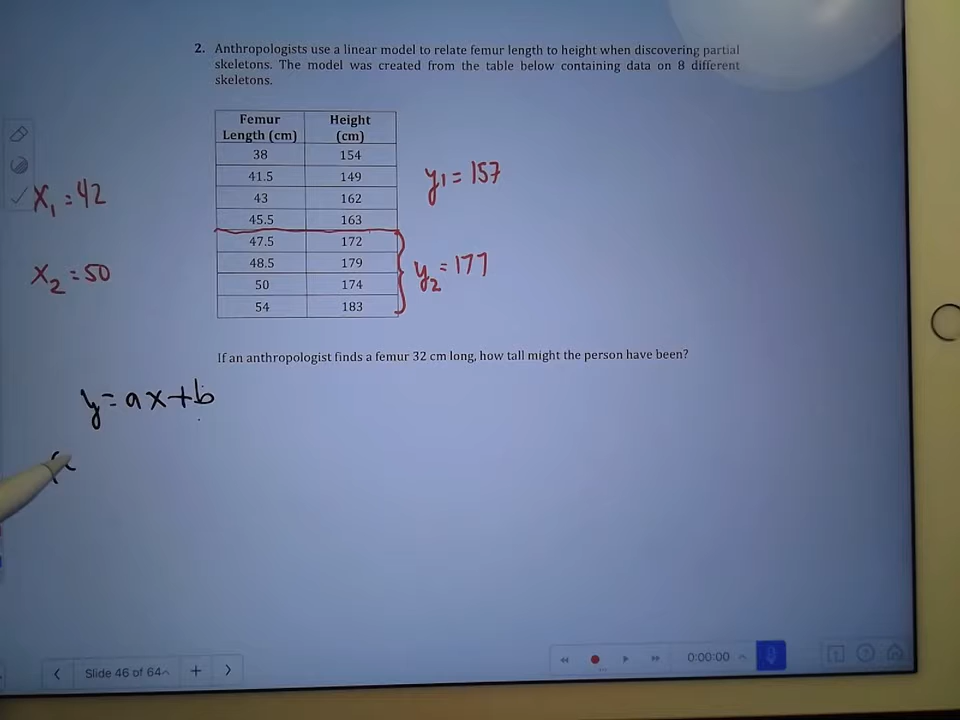 2. Anthropologists use a linear model to relate femur length to height when discovering partial
skeletons. The model was created from the table below containing data on 8 different
skeletons.
Femur Length (cm) Height (cm)
38 154
41.5 149
43 162
45.5 163
47.5 172
48.5 179
50 174
54 183
x₁ = 42
y₁ = 157
x₂ = 50
y₂ = 177
If an anthropologist finds a femur 32 cm long, how tall might the person have been?
y = ax + b
Slide 46 of 64
0:00:00